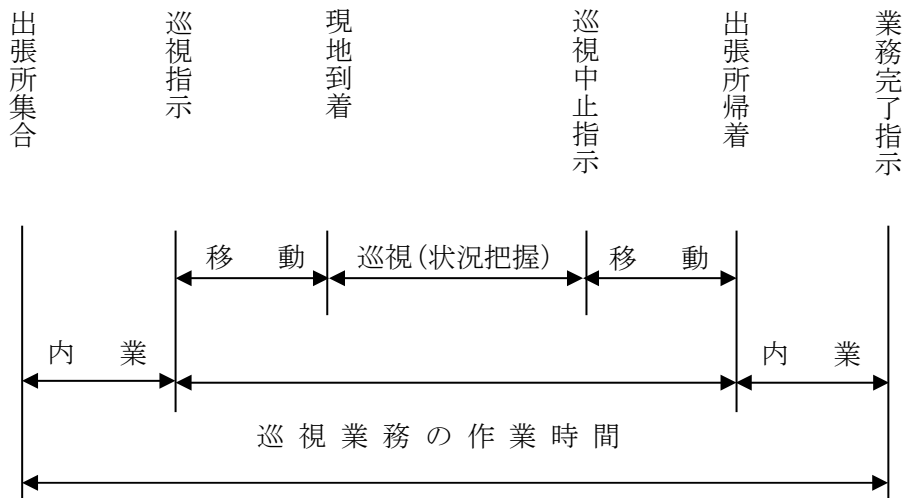 出張所集合
巡視指示
現地到着
巡視中止指示
出張所帰着
業務完了指示
移　動
巡視(状況把握)
移　動
内　業
内　業
巡 視 業 務 の 作 業 時 間